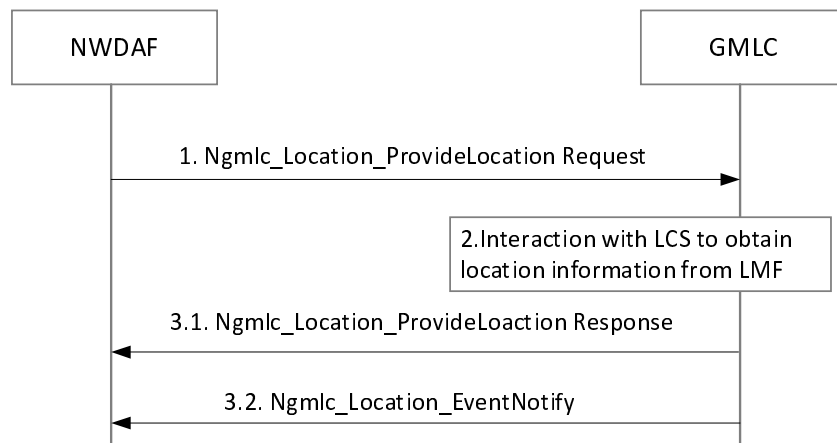 NWDAF
GMLC
1. Ngmlc_Location_ProvideLocation Request
2.Interaction with LCS to obtain
location information from LMF
3.1. Ngmlc_Location_ProvideLoaction Response
3.2. Ngmlc_Location_EventNotify